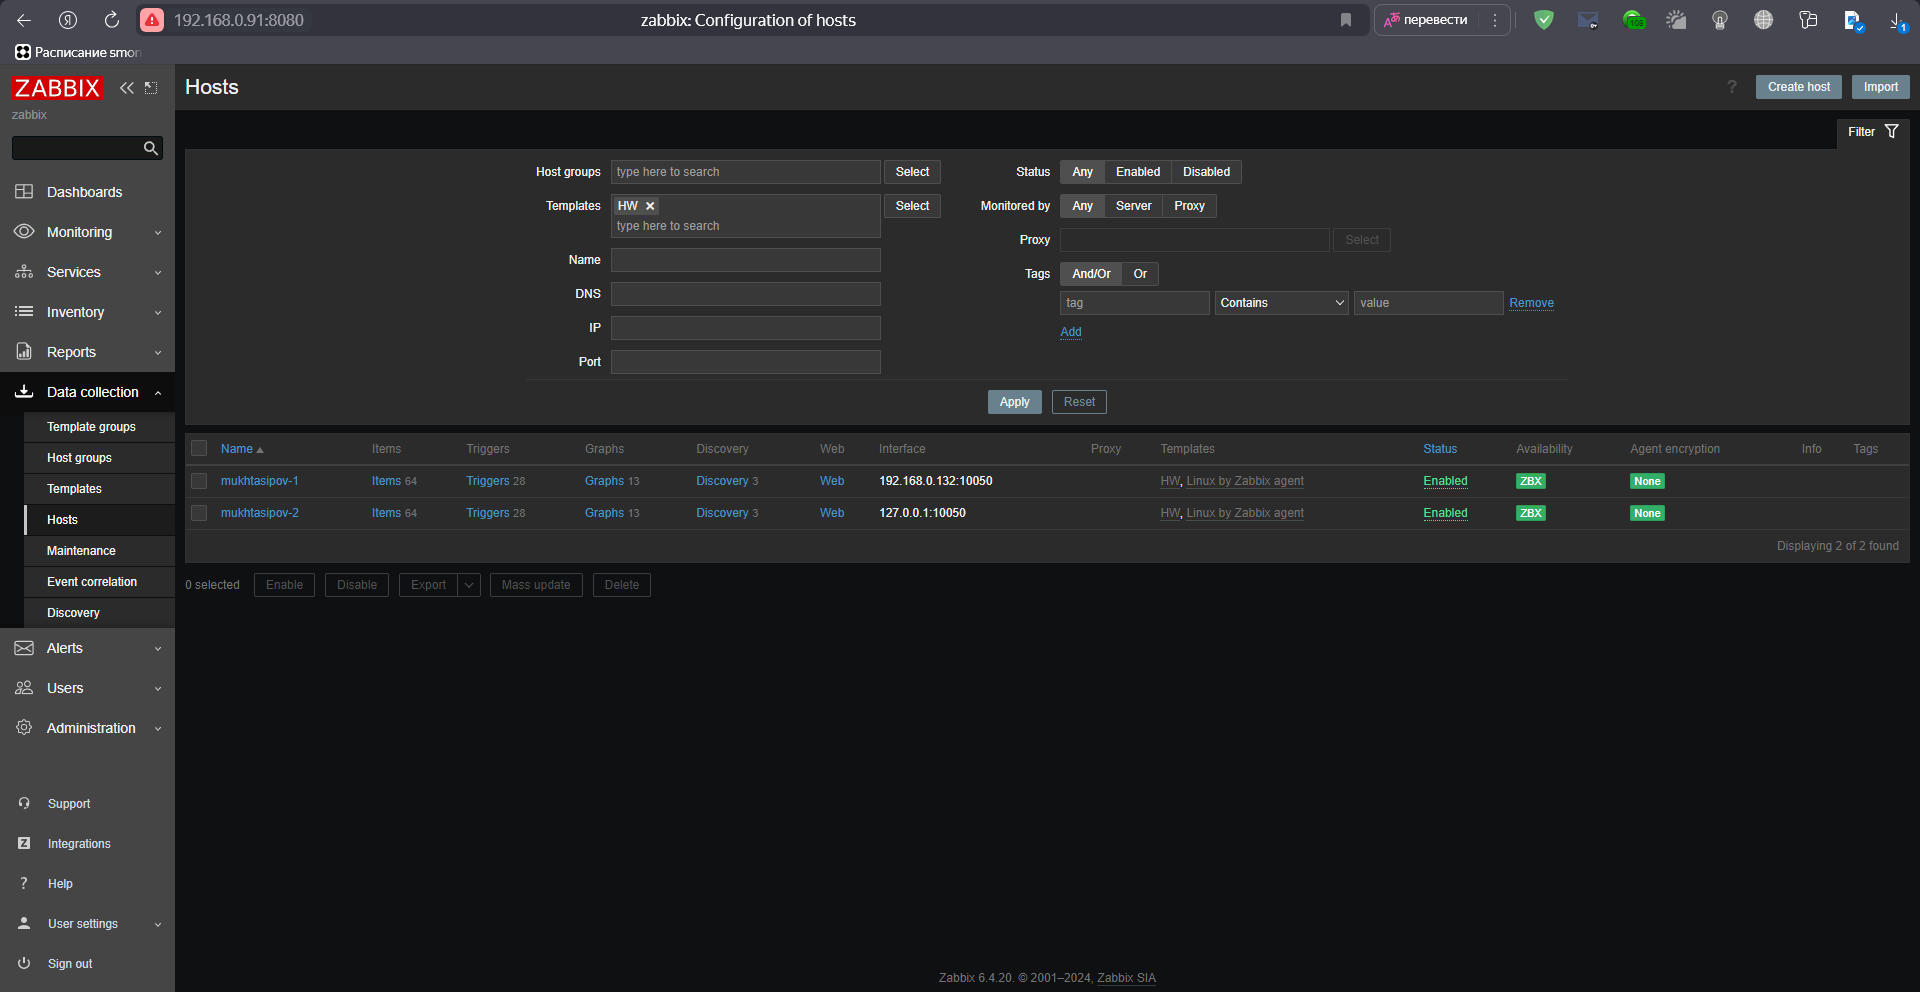 192.168.0.91:8080
zabbix: Configuration of hosts
перевести
108
1
Расписание smon
ZABBIX
zabbix
Dashboards
Monitoring
Services
Inventory
Reports
Data collection
Template groups
Host groups
Templates
Hosts
Maintenance
Event correlation
Discovery
Alerts
Users
Administration
Support
Integrations
Help
User settings
Sign out
Hosts
?
Create host
Import
Filter
Host groups
type here to search
Select
Templates
HW
type here to search
Select
Name
DNS
IP
Port
Status
Any
Enabled
Disabled
Monitored by
Any
Server
Proxy
Proxy
Select
Tags
And/Or
Or
tag
Contains
value
Remove
Add
Apply
Reset
Name Items Triggers Graphs Discovery Web Interface Proxy Templates Status Availability Agent encryption Info Tags
mukhtasipov-1 Items 64 Triggers 28 Graphs 13 Discovery 3 Web 192.168.0.132:10050 HW, Linux by Zabbix agent Enabled ZBX None
mukhtasipov-2 Items 64 Triggers 28 Graphs 13 Discovery 3 Web 127.0.0.1:10050 HW, Linux by Zabbix agent Enabled ZBX None
Displaying 2 of 2 found
0 selected
Enable
Disable
Export
Mass update
Delete
Zabbix 6.4.20. © 2001–2024, Zabbix SIA